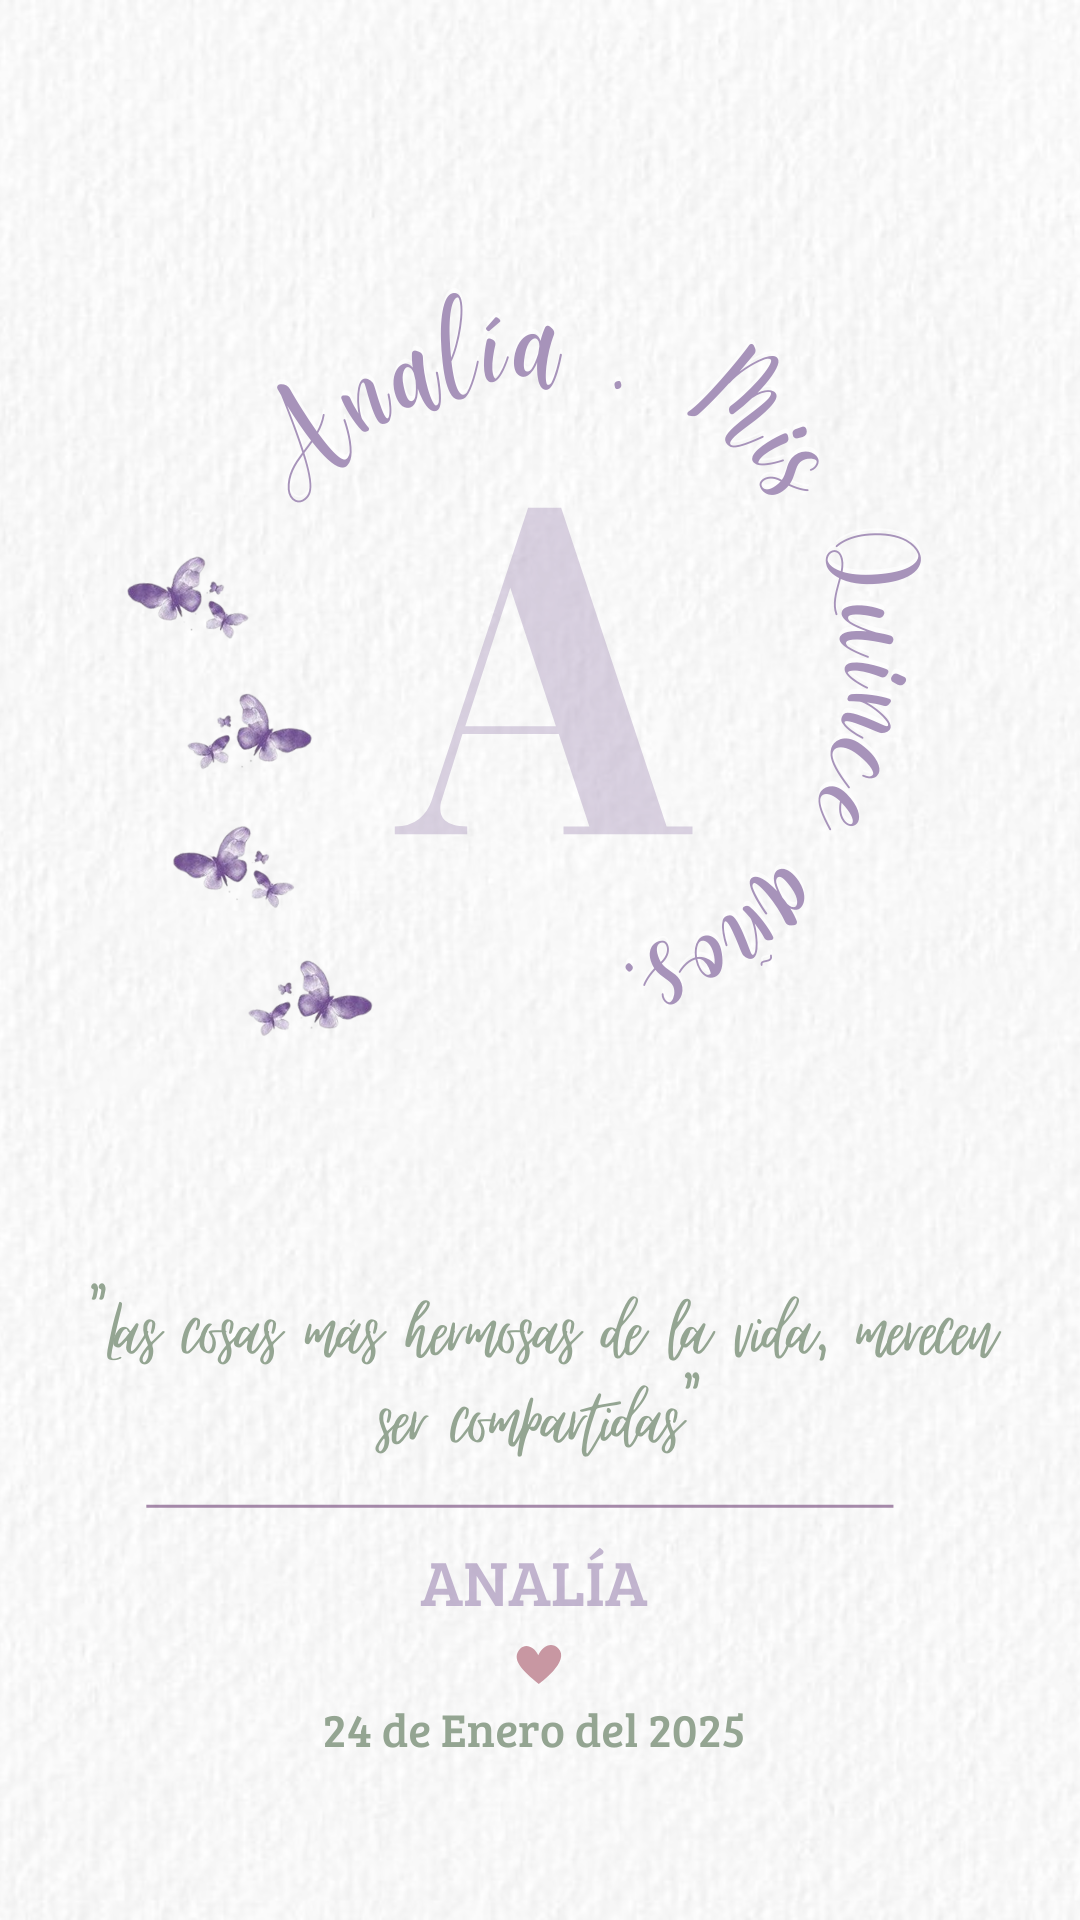 Analía . Mis Quince años.
A
"Las cosas más hermosas de la vida, merecen
ser compartidas"
ANALÍA
24 de Enero del 2025